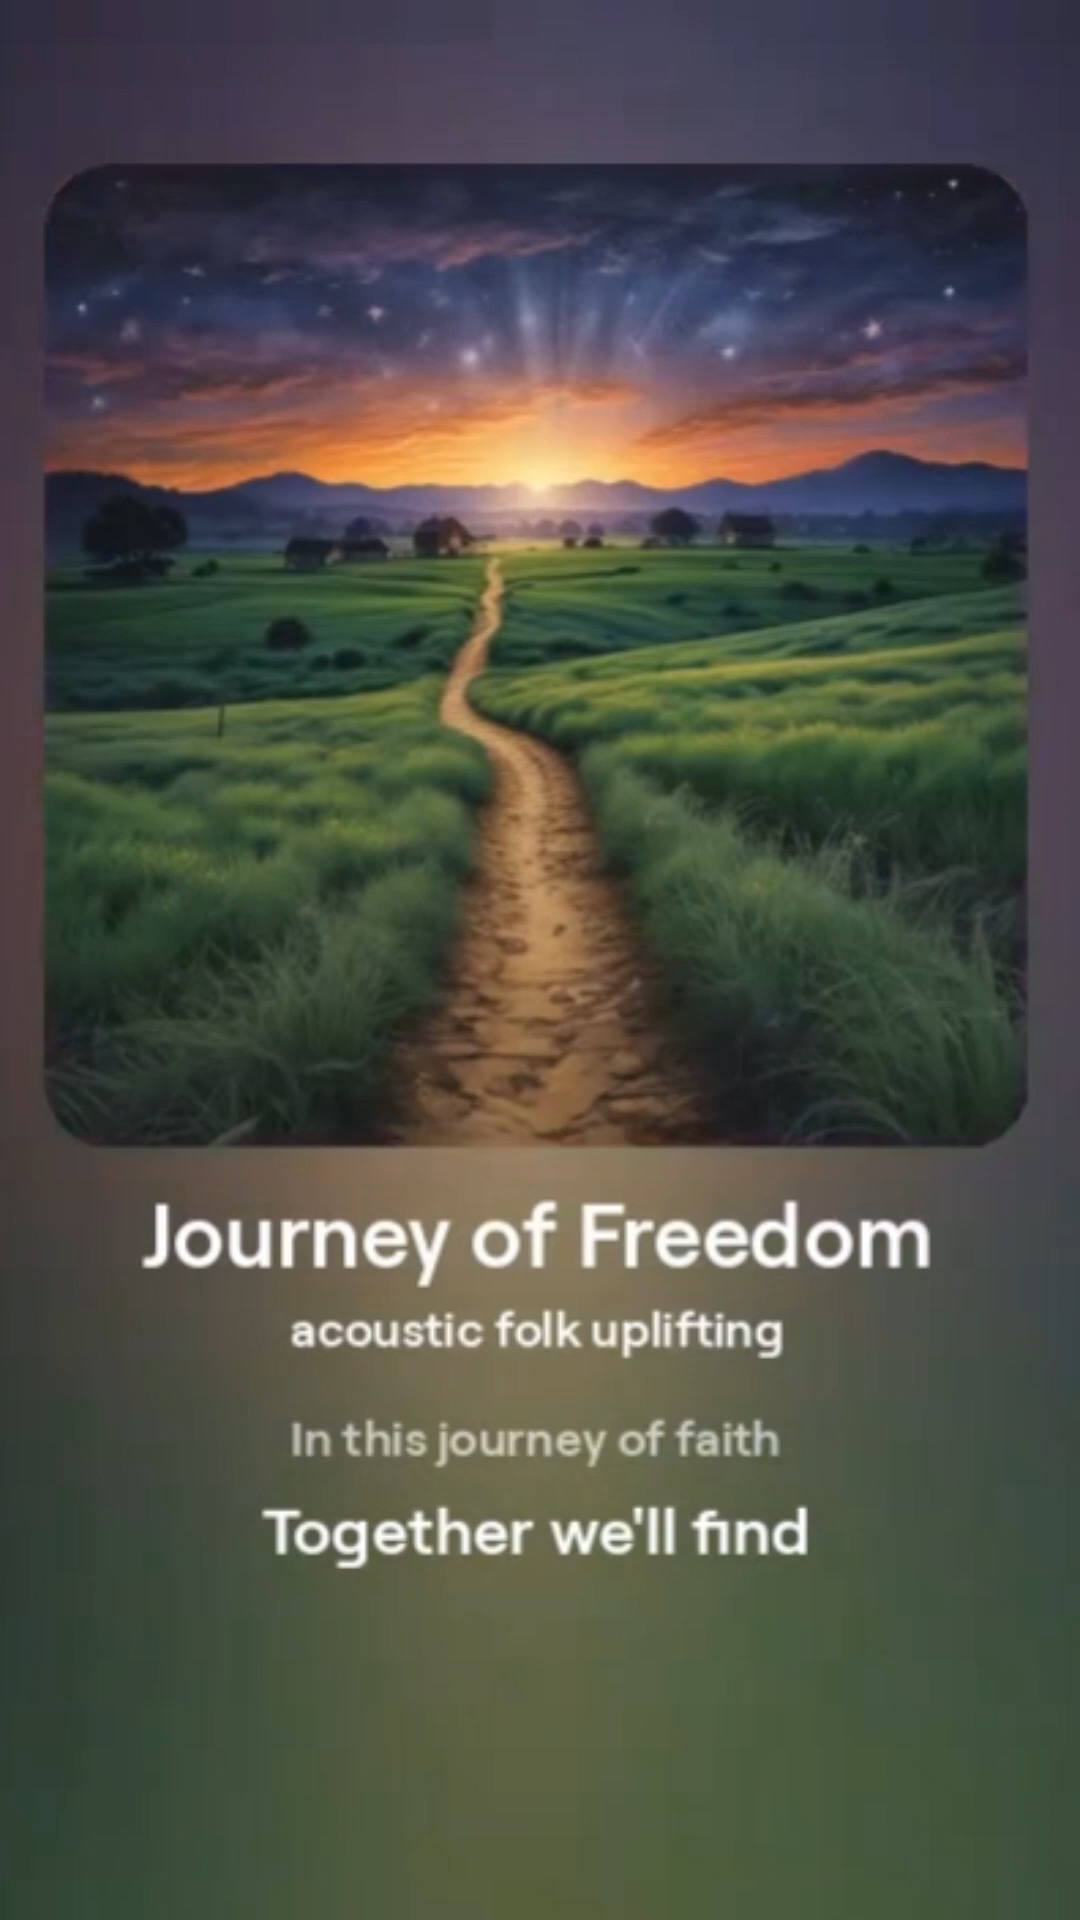 Journey of Freedom
acoustic folk uplifting
In this journey of faith
Together we'll find